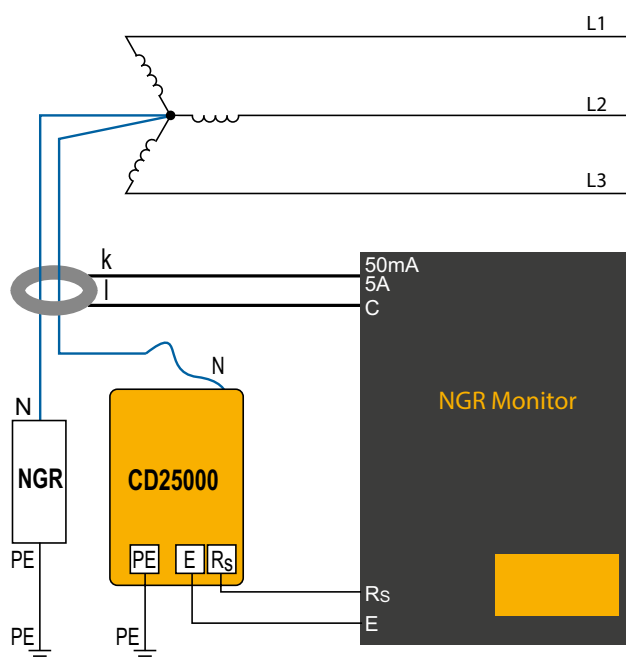 L1
L2
L3
k
50mA
l
5A
C
N
NGR Monitor
N
NGR
CD25000
PE
PE
E
RS
RS
PE
PE
E